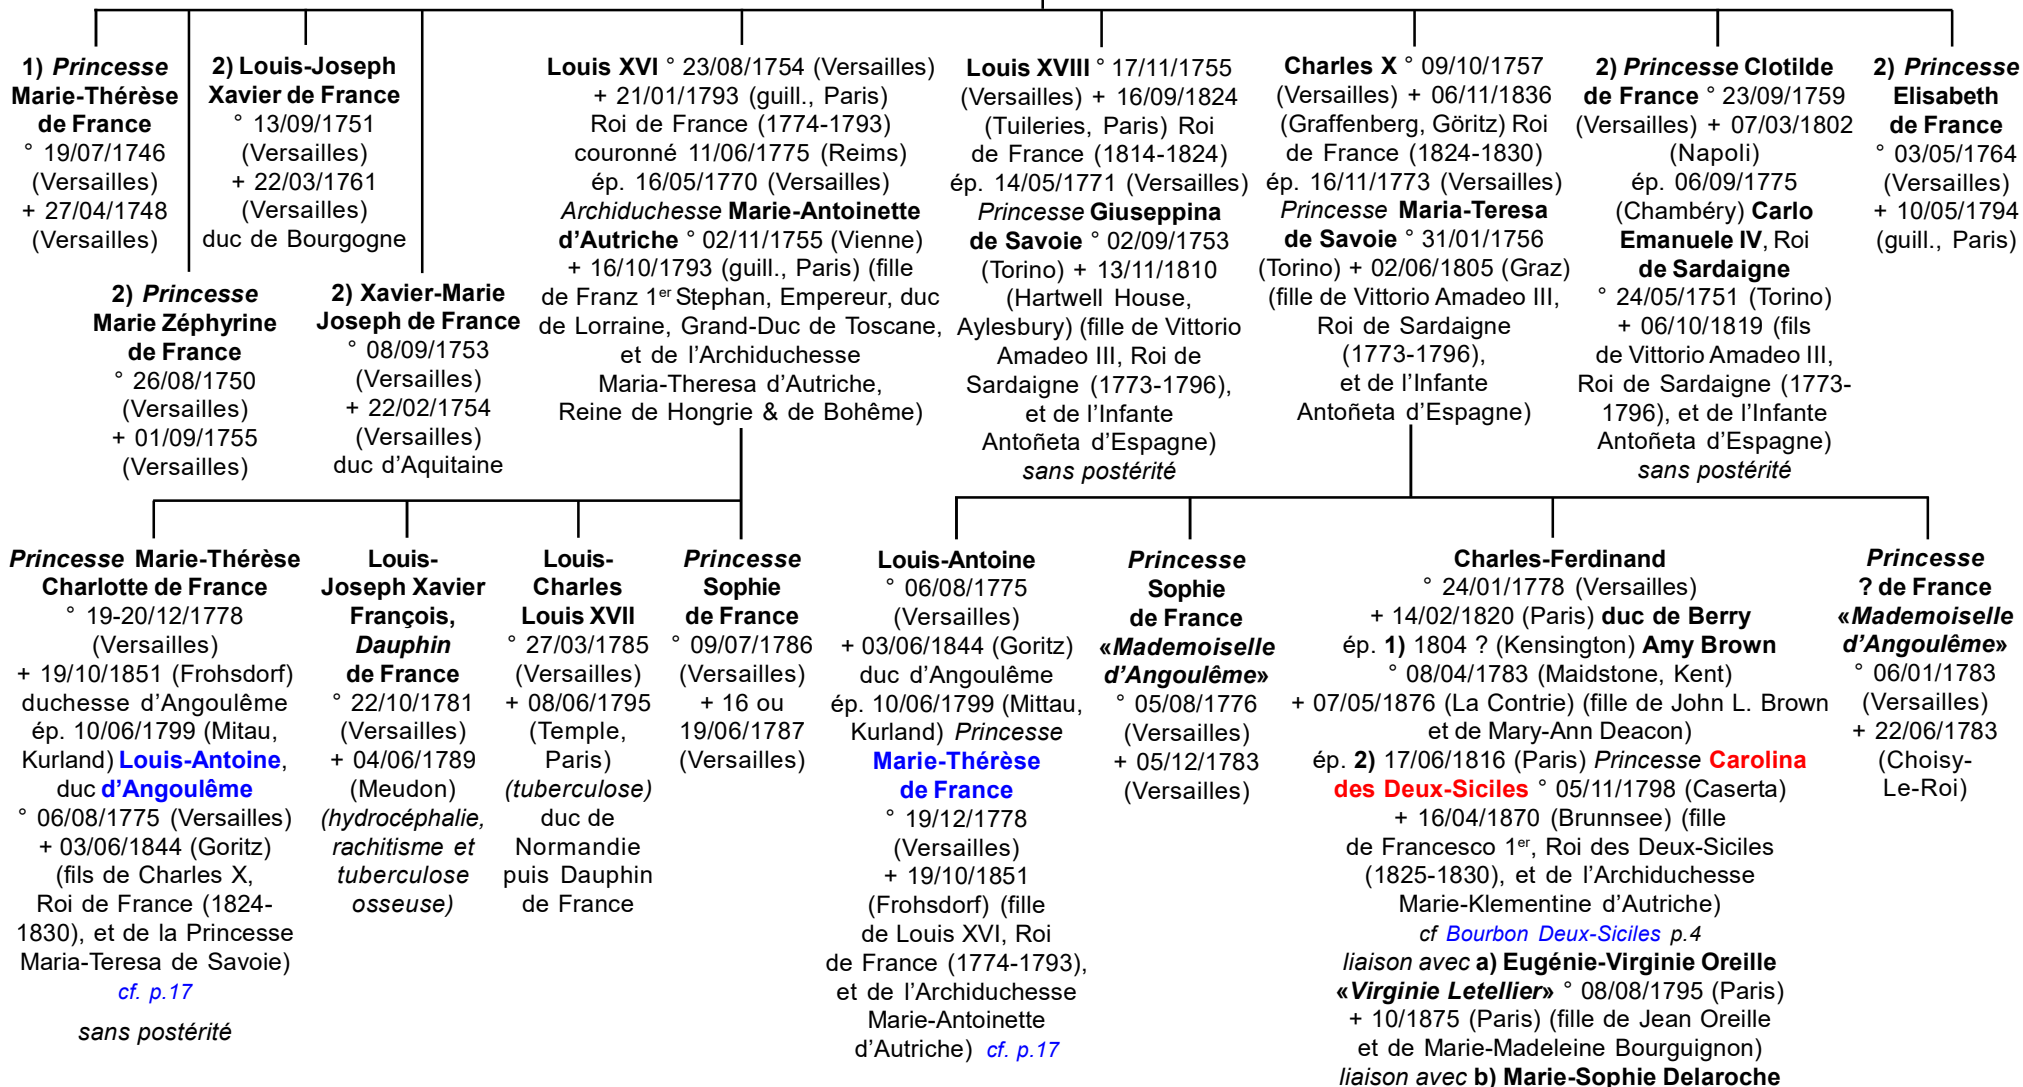 1) Princesse
Marie-Thérèse
de France
° 19/07/1746
(Versailles)
+ 27/04/1748
(Versailles)
2) Princesse
Marie Zéphyrine
de France
° 26/08/1750
(Versailles)
+ 01/09/1755
(Versailles)
2) Louis-Joseph
Xavier de France
° 13/09/1751
(Versailles)
+ 22/03/1761
(Versailles)
duc de Bourgogne
2) Xavier-Marie
Joseph de France
° 08/09/1753
(Versailles)
+ 22/02/1754
(Versailles)
duc d'Aquitaine
Louis XVI ° 23/08/1754 (Versailles)
+ 21/01/1793 (guill., Paris)
Roi de France (1774-1793)
couronné 11/06/1775 (Reims)
ép. 16/05/1770 (Versailles)
Archiduchesse Marie-Antoinette
d'Autriche ° 02/11/1755 (Vienne)
+ 16/10/1793 (guill., Paris) (fille
de Franz 1er Stephan, Empereur, duc
de Lorraine, Grand-Duc de Toscane,
et de l'Archiduchesse
Maria-Theresa d'Autriche,
Reine de Hongrie & de Bohême)
Louis XVIII ° 17/11/1755
(Versailles) + 16/09/1824
(Tuileries, Paris) Roi
de France (1814-1824)
ép. 14/05/1771 (Versailles)
Princesse Giuseppina
de Savoie ° 02/09/1753
(Torino) + 13/11/1810
(Hartwell House,
Aylesbury) (fille de Vittorio
Amadeo III, Roi de
Sardaigne (1773-1796),
et de l'Infante
Antoñeta d'Espagne)
sans postérité
Charles X ° 09/10/1757
(Versailles) + 06/11/1836
(Graffenberg, Göritz) Roi
de France (1824-1830)
ép. 16/11/1773 (Versailles)
Princesse Maria-Teresa
de Savoie ° 31/01/1756
(Torino) + 02/06/1805 (Graz)
(fille de Vittorio Amadeo III,
Roi de Sardaigne
(1773-1796),
et de l'Infante
Antoñeta d'Espagne)
2) Princesse Clotilde
de France ° 23/09/1759
(Versailles) + 07/03/1802
(Napoli)
ép. 06/09/1775
(Chambéry) Carlo
Emanuele IV, Roi
de Sardaigne
° 24/05/1751 (Torino)
+ 06/10/1819 (fils
de Vittorio Amadeo III,
Roi de Sardaigne (1773-
1796), et de l'Infante
Antoñeta d'Espagne)
sans postérité
2) Princesse
Elisabeth
de France
° 03/05/1764
(Versailles)
+ 10/05/1794
(guill., Paris)
Princesse Marie-Thérèse
Charlotte de France
° 19-20/12/1778
(Versailles)
+ 19/10/1851 (Frohsdorf)
duchesse d'Angoulême
ép. 10/06/1799 (Mitau,
Kurland) Louis-Antoine,
duc d'Angoulême
° 06/08/1775 (Versailles)
+ 03/06/1844 (Goritz)
(fils de Charles X,
Roi de France (1824-
1830), et de la Princesse
Maria-Teresa de Savoie)
cf. p.17
sans postérité
Louis-
Joseph Xavier
François,
Dauphin
de France
° 22/10/1781
(Versailles)
+ 04/06/1789
(Meudon)
(hydrocéphalie,
rachitisme et
tuberculose
osseuse)
Louis-
Charles
Louis XVII
° 27/03/1785
(Versailles)
+ 08/06/1795
(Temple,
Paris)
(tuberculose)
duc de
Normandie
puis Dauphin
de France
Princesse
Sophie
de France
° 09/07/1786
(Versailles)
+ 16 ou
19/06/1787
(Versailles)
Louis-Antoine
° 06/08/1775
(Versailles)
+ 03/06/1844 (Goritz)
duc d'Angoulême
ép. 10/06/1799 (Mittau,
Kurland) Princesse
Marie-Thérèse
de France
° 19/12/1778
(Versailles)
+ 19/10/1851
(Frohsdorf) (fille
de Louis XVI, Roi
de France (1774-1793),
et de l'Archiduchesse
Marie-Antoinette
d'Autriche) cf. p.17
Princesse
Sophie
de France
«Mademoiselle
d'Angoulême»
° 05/08/1776
(Versailles)
+ 05/12/1783
(Versailles)
Charles-Ferdinand
° 24/01/1778 (Versailles)
+ 14/02/1820 (Paris) duc de Berry
ép. 1) 1804 ? (Kensington) Amy Brown
° 08/04/1783 (Maidstone, Kent)
+ 07/05/1876 (La Contrie) (fille de John L. Brown
et de Mary-Ann Deacon)
ép. 2) 17/06/1816 (Paris) Princesse Carolina
des Deux-Siciles ° 05/11/1798 (Caserta)
+ 16/04/1870 (Brunnsee) (fille
de Francesco 1er, Roi des Deux-Siciles
(1825-1830), et de l'Archiduchesse
Marie-Klementine d'Autriche)
cf Bourbon Deux-Siciles p.4
liaison avec a) Eugénie-Virginie Oreille
«Virginie Letellier» ° 08/08/1795 (Paris)
+ 10/1875 (Paris) (fille de Jean Oreille
et de Marie-Madeleine Bourguignon)
liaison avec b) Marie-Sophie Delaroche
Princesse
? de France
«Mademoiselle
d'Angoulême»
° 06/01/1783
(Versailles)
+ 22/06/1783
(Choisy-
Le-Roi)